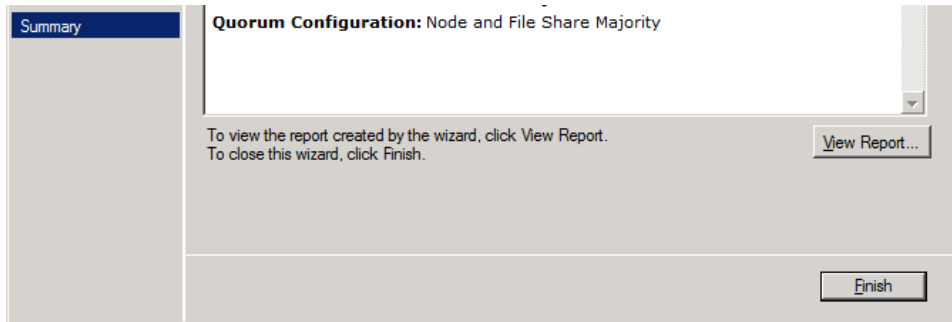 Summary
Quorum Configuration: Node and File Share Majority
To view the report created by the wizard, click View Report.
To close this wizard, click Finish.
View Report...
Finish